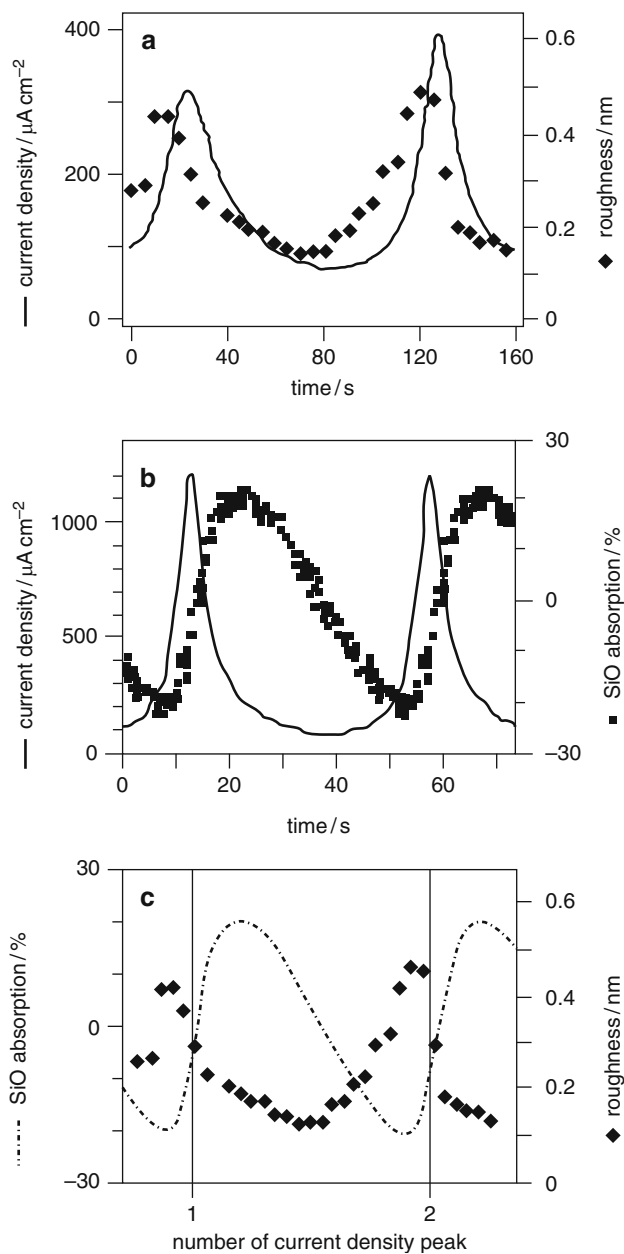 a
400
200
0
current density / µA cm⁻²
0.6
0.4
0.2
0
roughness / nm
0 40 80 120 160
time / s
b
1000
500
0
current density / µA cm⁻²
30
0
–30
SiO absorption / %
0 20 40 60
time / s
c
30
0
–30
SiO absorption / %
0.6
0.4
0.2
0
roughness / nm
1 2
number of current density peak